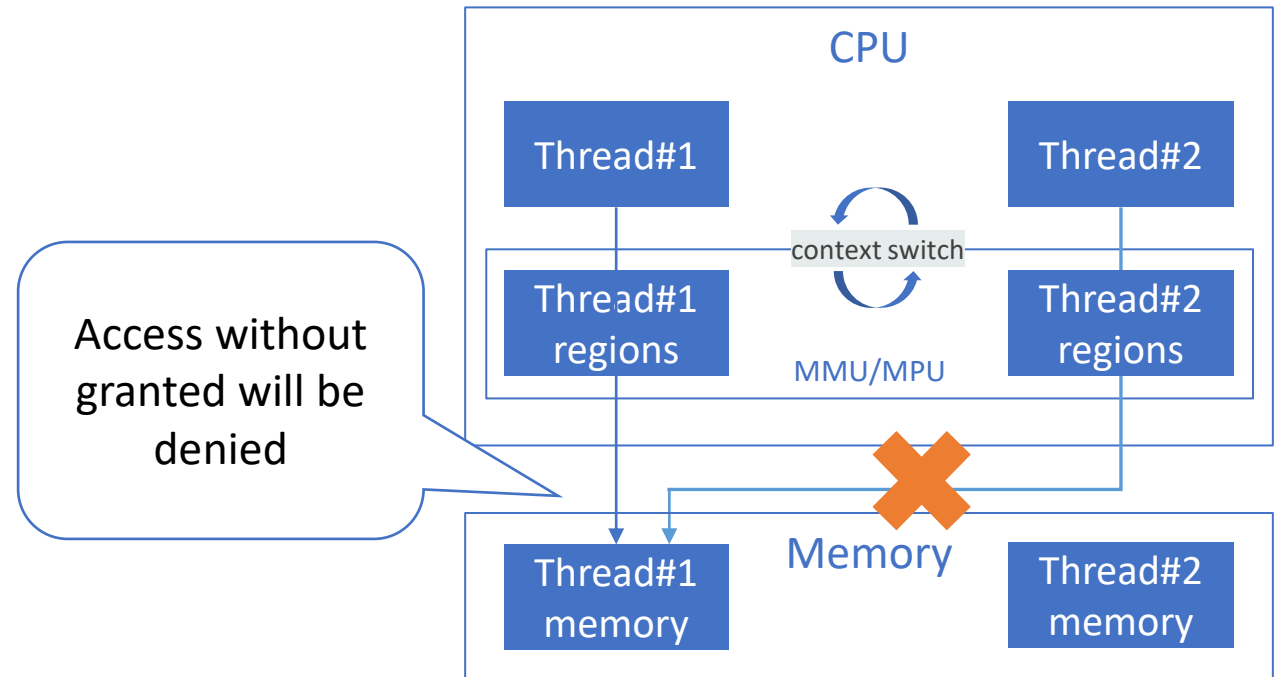 CPU
Thread#1
Thread#2
context switch
Thread#1
regions
MMU/MPU
Thread#2
regions
Access without
granted will be
denied
Memory
Thread#1
memory
Thread#2
memory